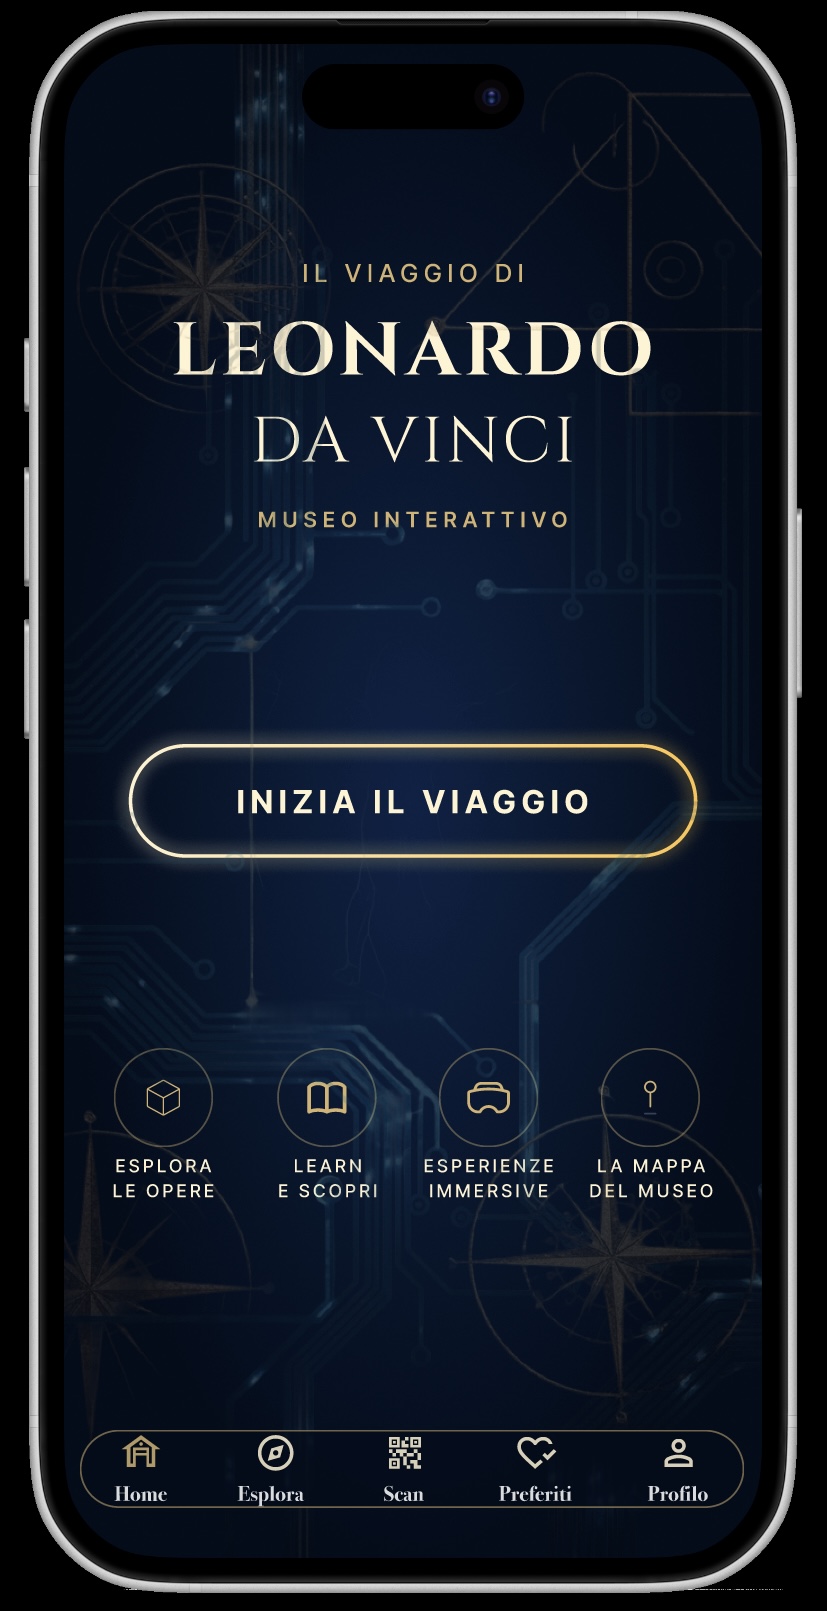 IL VIAGGIO DI
LEONARDO
DA VINCI
MUSEO INTERATTIVO
INIZIA IL VIAGGIO
ESPLORA
LE OPERE
LEARN
E SCOPRI
ESPERIENZE
IMMERSIVE
LA MAPPA
DEL MUSEO
Home
Esplora
Scan
Preferiti
Profilo